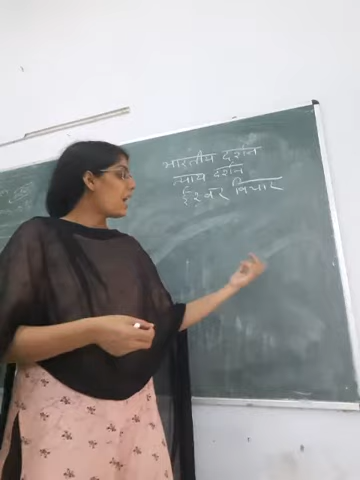 भारतीय दर्शन
न्याय दर्शन
ईश्वर विचार